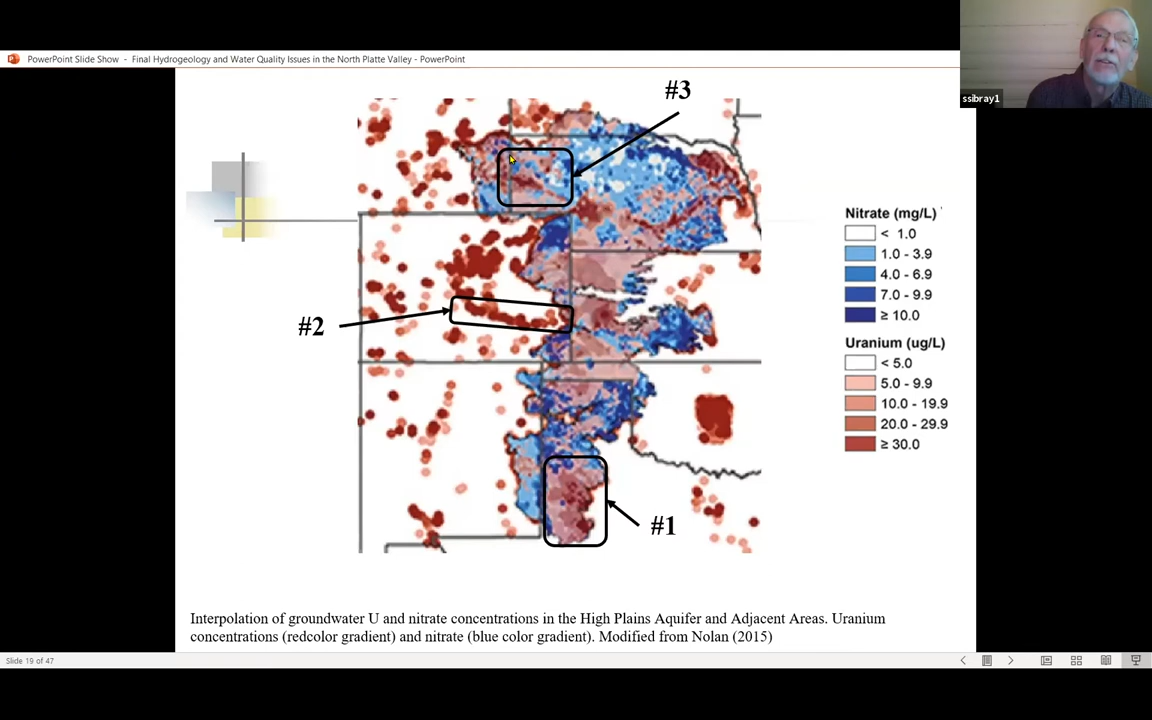 PowerPoint Slide Show - Final Hydrogeology and Water Quality Issues in the North Platte Valley - PowerPoint
ssibray1
#3
#2
#1
Nitrate (mg/L)
< 1.0
1.0 - 3.9
4.0 - 6.9
7.0 - 9.9
≥ 10.0
Uranium (ug/L)
< 5.0
5.0 - 9.9
10.0 - 19.9
20.0 - 29.9
≥ 30.0
Interpolation of groundwater U and nitrate concentrations in the High Plains Aquifer and Adjacent Areas. Uranium
concentrations (redcolor gradient) and nitrate (blue color gradient). Modified from Nolan (2015)
Slide 19 of 47